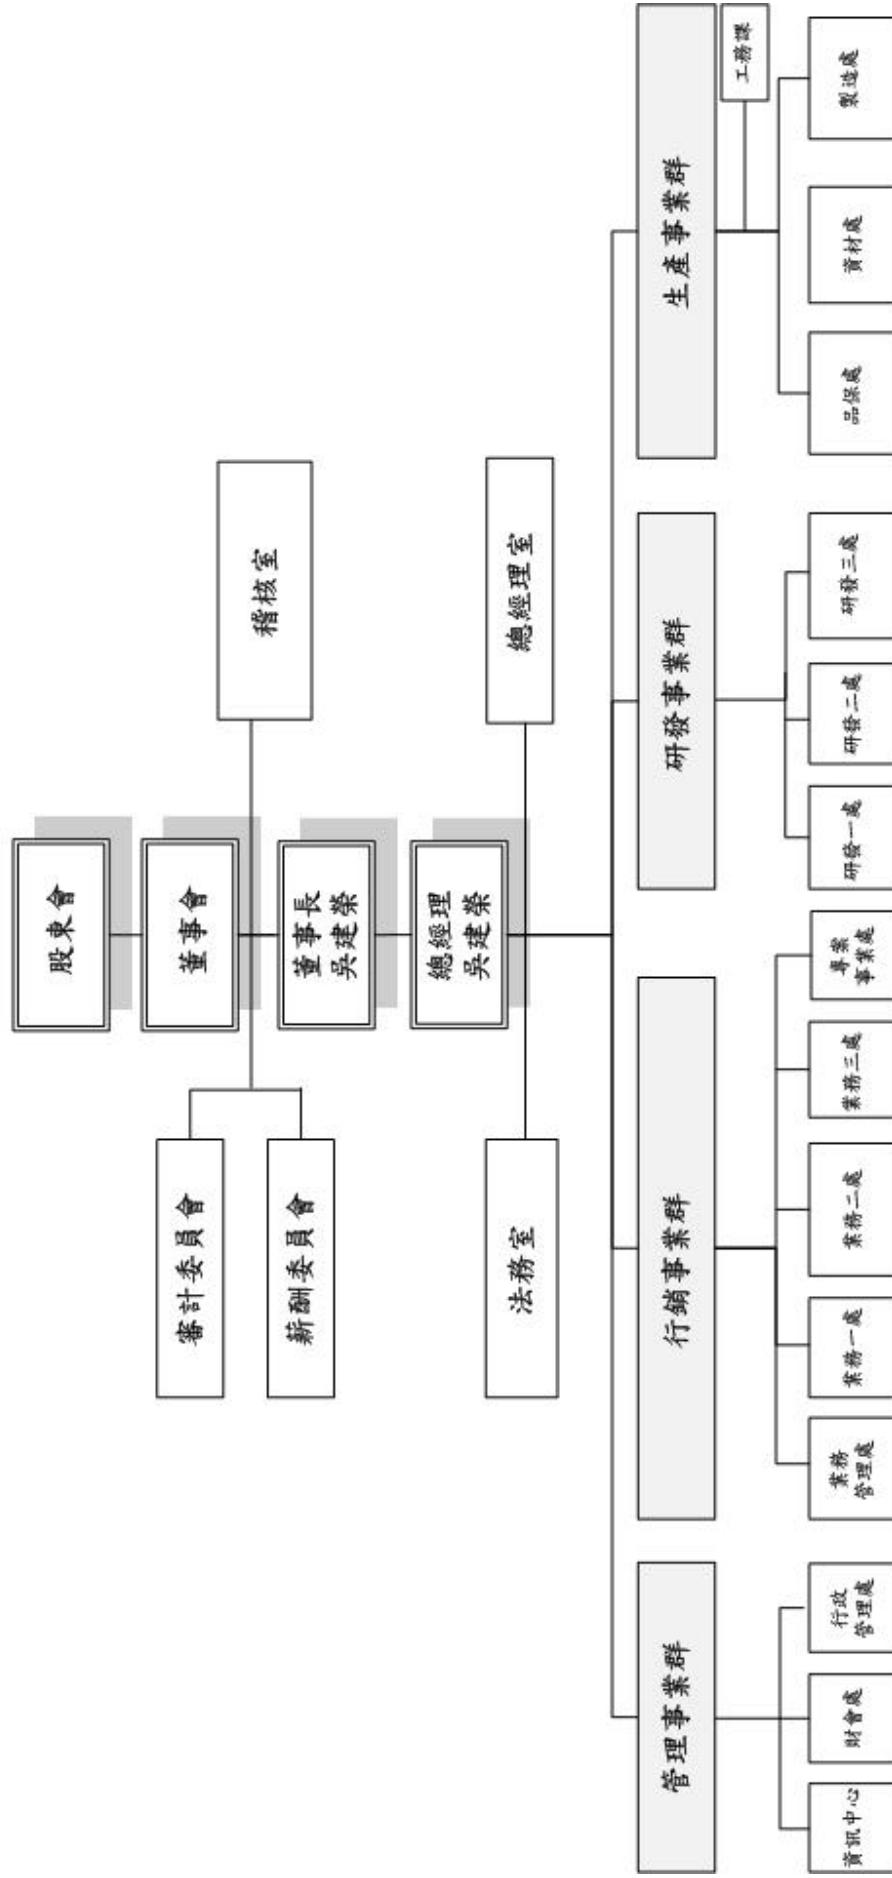 股東會
董事會
審計委員會
薪酬委員會
稽核室
董事長
吳建榮
總經理
吳建榮
法務室
總經理室
管理事業群
行銷事業群
研發事業群
生產事業群
工務課
資訊中心
財會處
行政
管理處
業務
管理處
業務一處
業務二處
業務三處
專案
事業處
研發一處
研發二處
研發三處
品保處
資材處
製造處